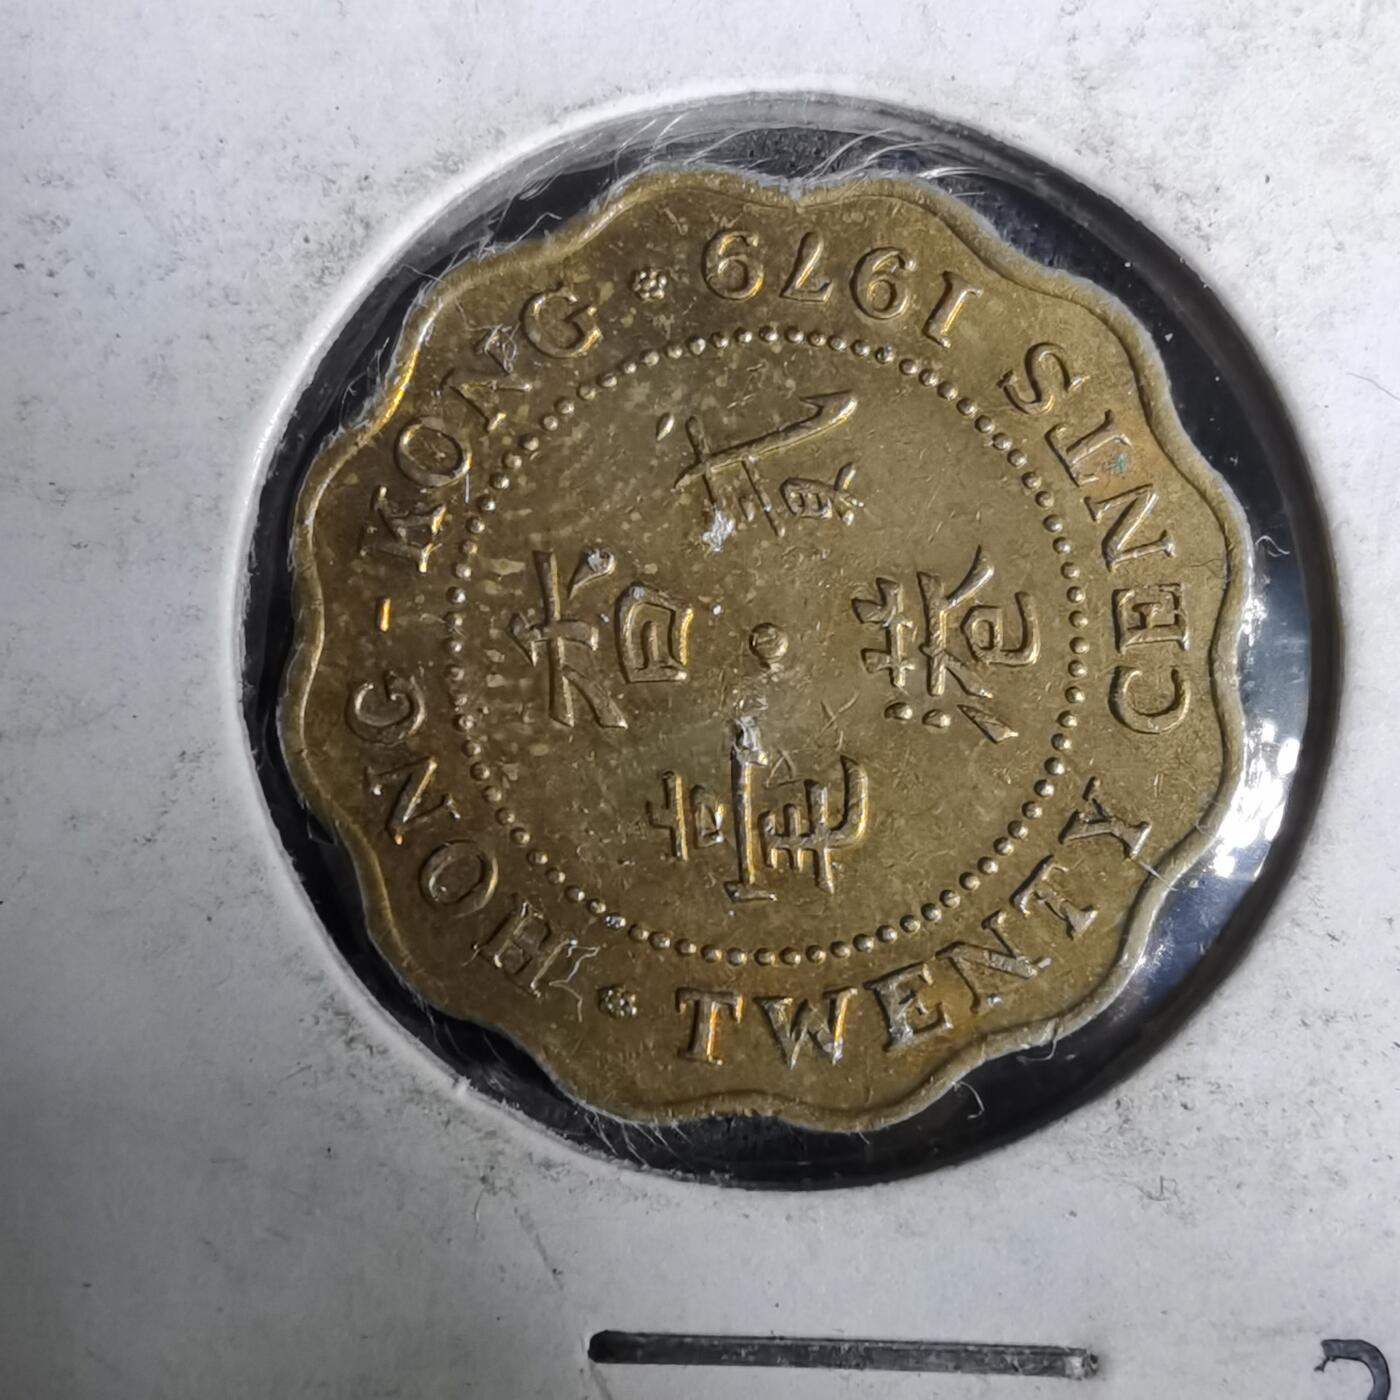 HONG-KONG
香港
貳毫
TWENTY CENTS
1979